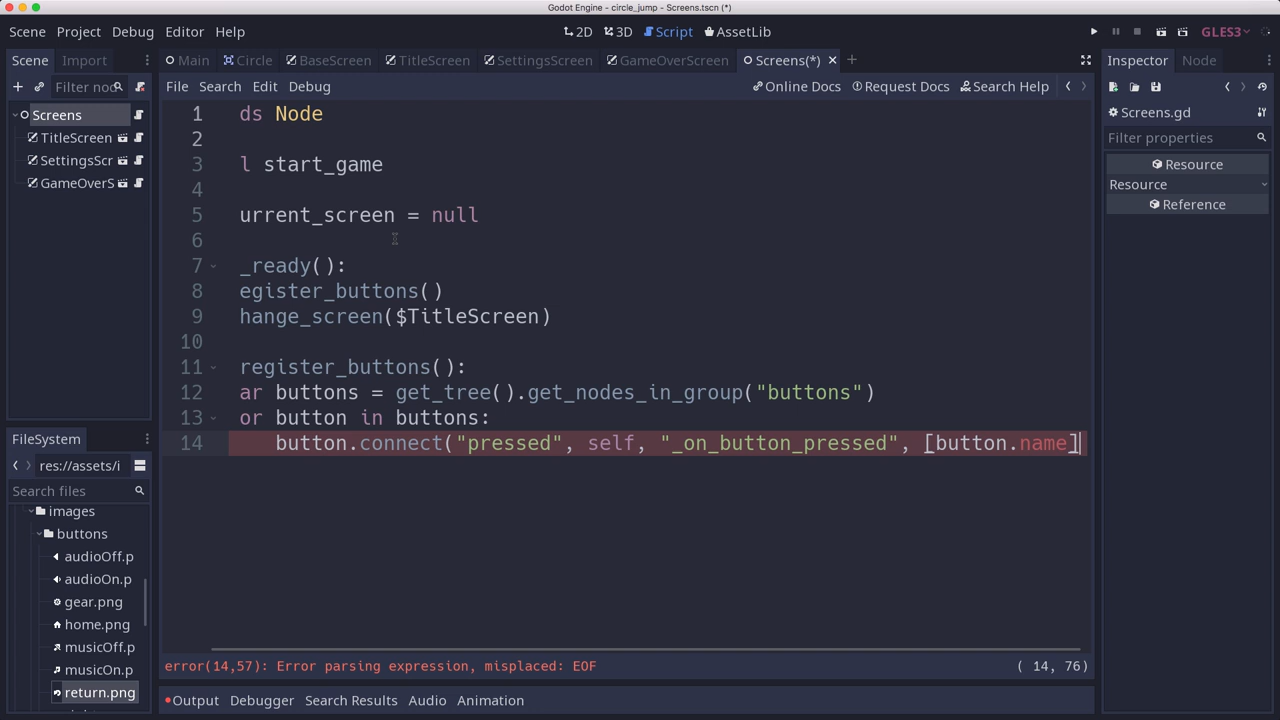 Godot Engine - circle_jump - Screens.tscn (*)
Scene Project Debug Editor Help
2D 3D Script AssetLib
GLES3
Scene Import
Main Circle BaseScreen TitleScreen SettingsScreen GameOverScreen Screens(*)
Inspector Node
Filter nod
File Search Edit Debug
Online Docs Request Docs Search Help
Screens
TitleScreen
SettingsScr
GameOverS
Screens.gd
Filter properties
Resource
Resource
Reference
1 ds Node
2
3 l start_game
4
5 urrent_screen = null
6
7 _ready():
8 egister_buttons()
9 hange_screen($TitleScreen)
10
11 register_buttons():
12 ar buttons = get_tree().get_nodes_in_group("buttons")
13 or button in buttons:
14 button.connect("pressed", self, "_on_button_pressed", [button.name]
FileSystem
res://assets/i
Search files
images
buttons
audioOff.p
audioOn.p
gear.png
home.png
musicOff.p
musicOn.p
return.png
error(14,57): Error parsing expression, misplaced: EOF
( 14, 76)
Output Debugger Search Results Audio Animation